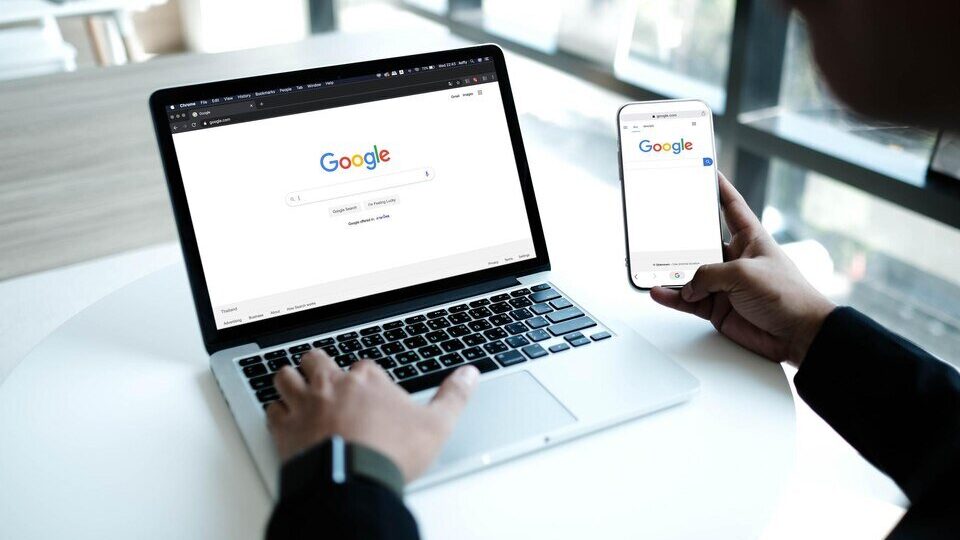 Chrome File Edit View History Bookmarks People Tab Window Help
Google
google.com
Gmail Images
Google
Google Search I'm Feeling Lucky
Google offered in: ภาษาไทย
Thailand
Advertising Business About How Search works
Privacy Terms Settings
google.com
Google
G